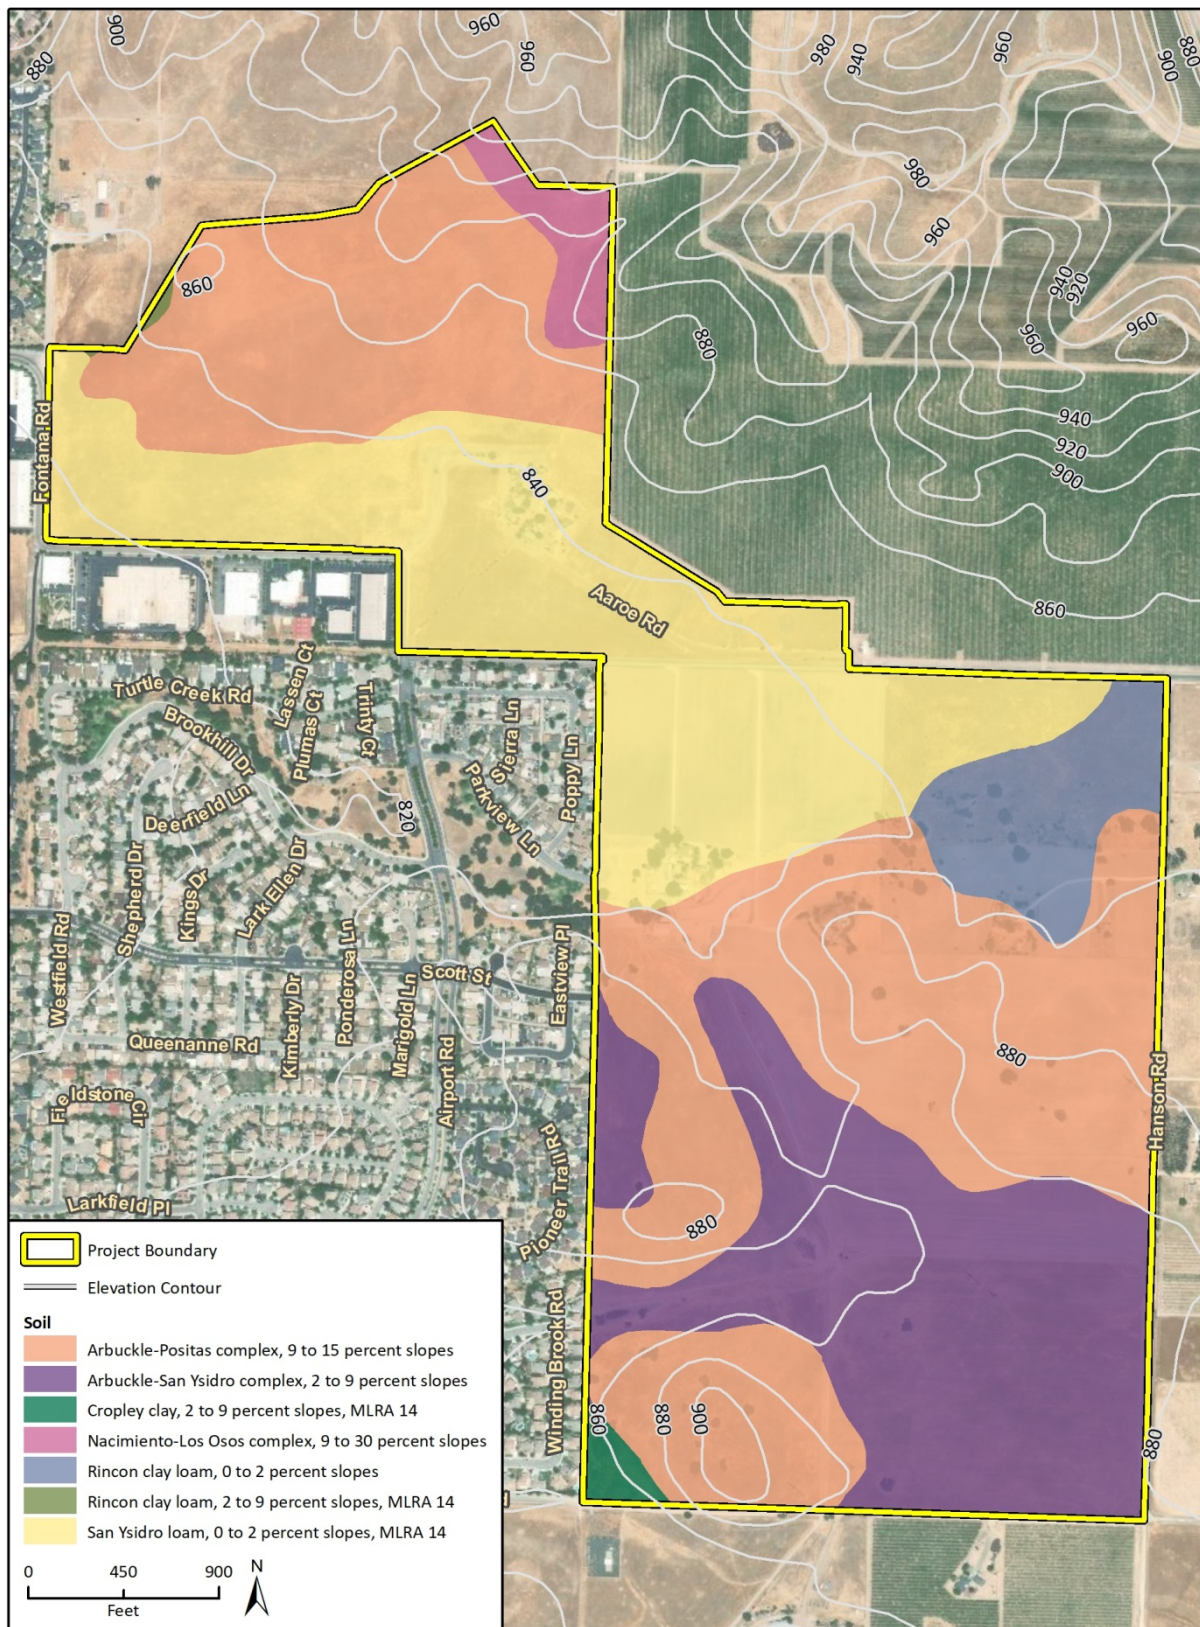 960
900
960
980
960
880
940
900
880
980
960
860
940
920
960
880
960
940
920
900
Fontana Rd
840
860
Aaroe Rd
Turtle Creek Rd
Lassen Ct
Plumas Ct
Trinty Ct
Brookhill Dr
Sierra Ln
Poppy Ln
Parkview Ln
Deerfield Ln
820
Shepherd Dr
Kings Dr
Lark Ellen Dr
Westfield Rd
Ponderosa Ln
Scott St
Eastview Pl
Marigold Ln
Kimberly Dr
Queenanne Rd
Airport Rd
880
Hanson Rd
Fieldstone Cir
Larkfield Pl
Pioneer Trail Rd
880
Winding Brook Rd
860
880
900
880
Project Boundary
Elevation Contour
Soil
Arbuckle-Positas complex, 9 to 15 percent slopes
Arbuckle-San Ysidro complex, 2 to 9 percent slopes
Cropley clay, 2 to 9 percent slopes, MLRA 14
Nacimiento-Los Osos complex, 9 to 30 percent slopes
Rincon clay loam, 0 to 2 percent slopes
Rincon clay loam, 2 to 9 percent slopes, MLRA 14
San Ysidro loam, 0 to 2 percent slopes, MLRA 14
0 450 900
Feet
N